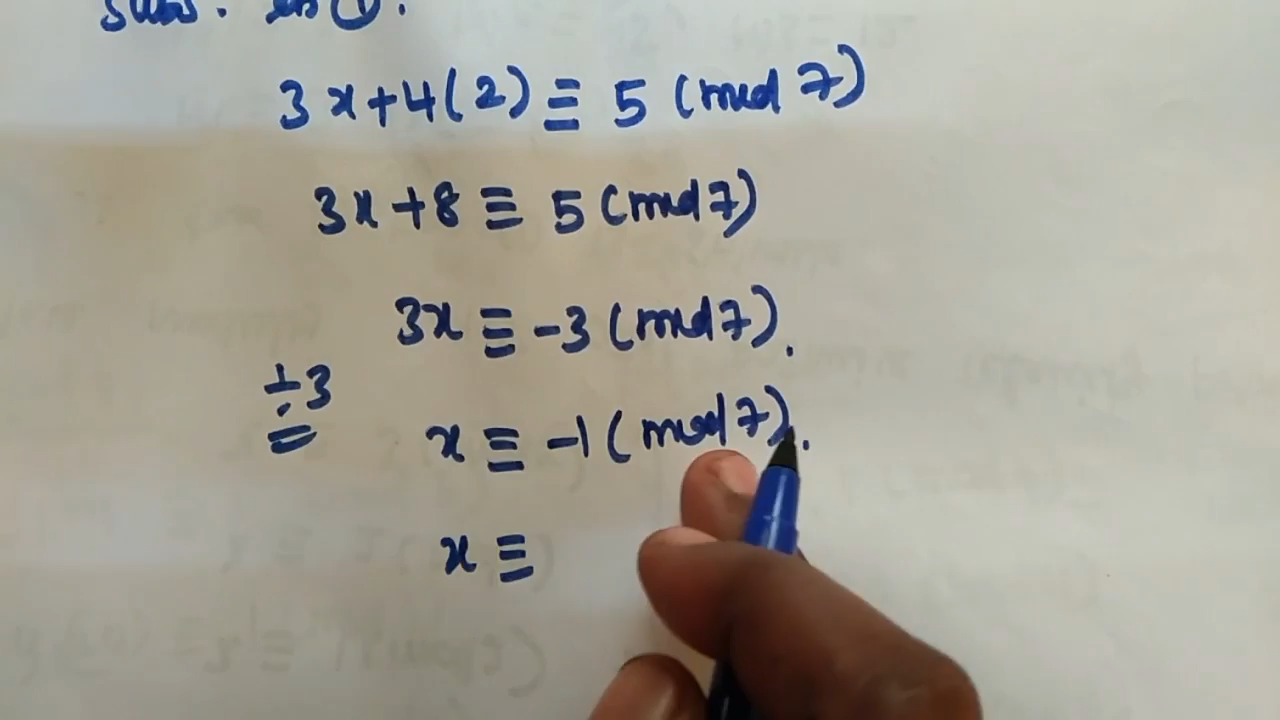 3x+4(2) ≡ 5 (mod 7)
3x+8 ≡ 5 (mod 7)
3x ≡ -3 (mod 7).
÷3
x ≡ -1 (mod 7).
x ≡